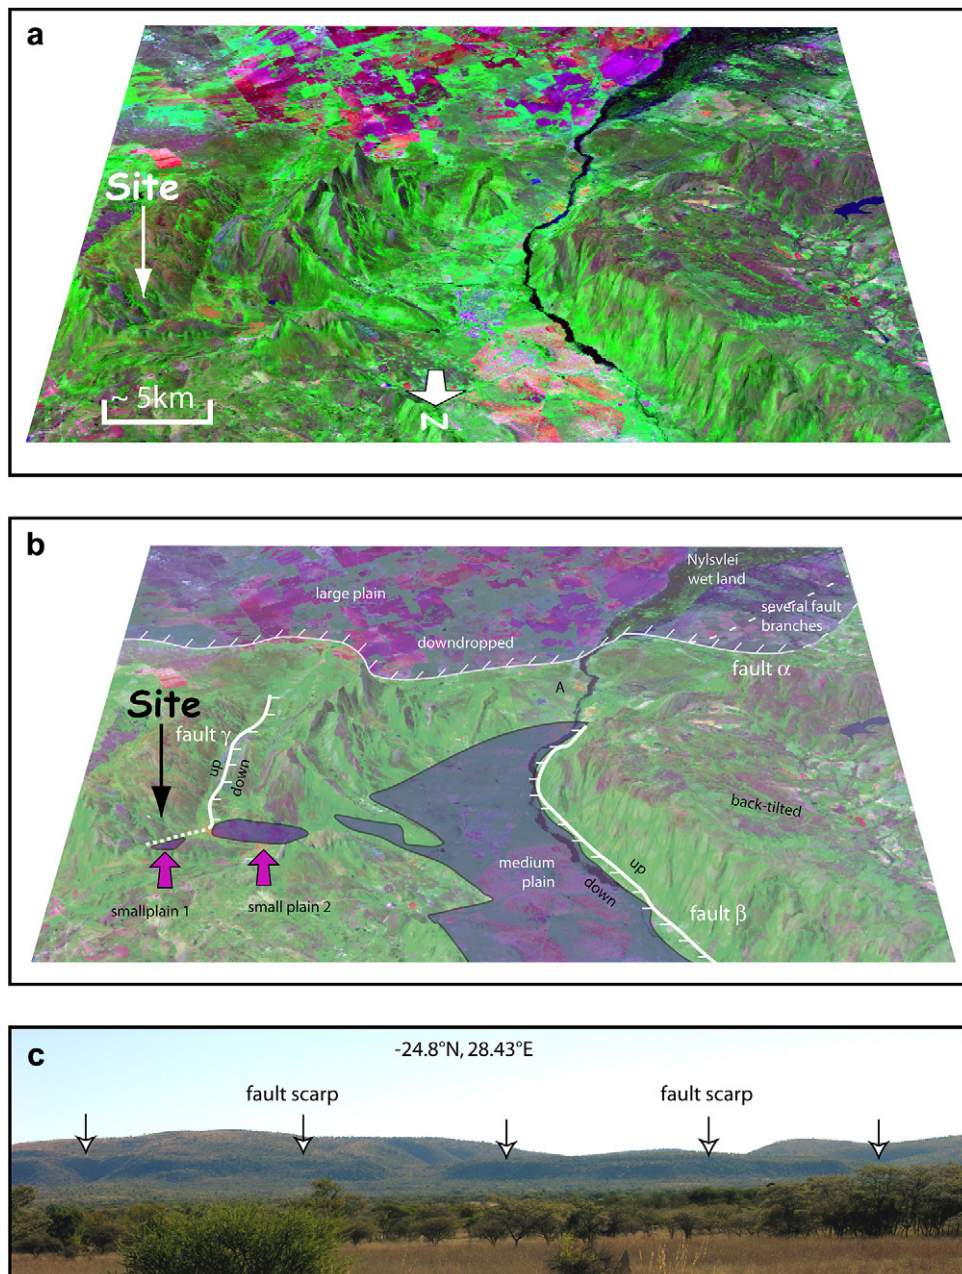 a
Site
~ 5km
N
b
Nylsvlei
wet land
large plain
several fault
branches
downdropped
fault α
A
Site
fault γ
up
down
back-tilted
medium
plain
up
down
smallplain 1
small plain 2
fault β
c
-24.8°N, 28.43°E
fault scarp
fault scarp